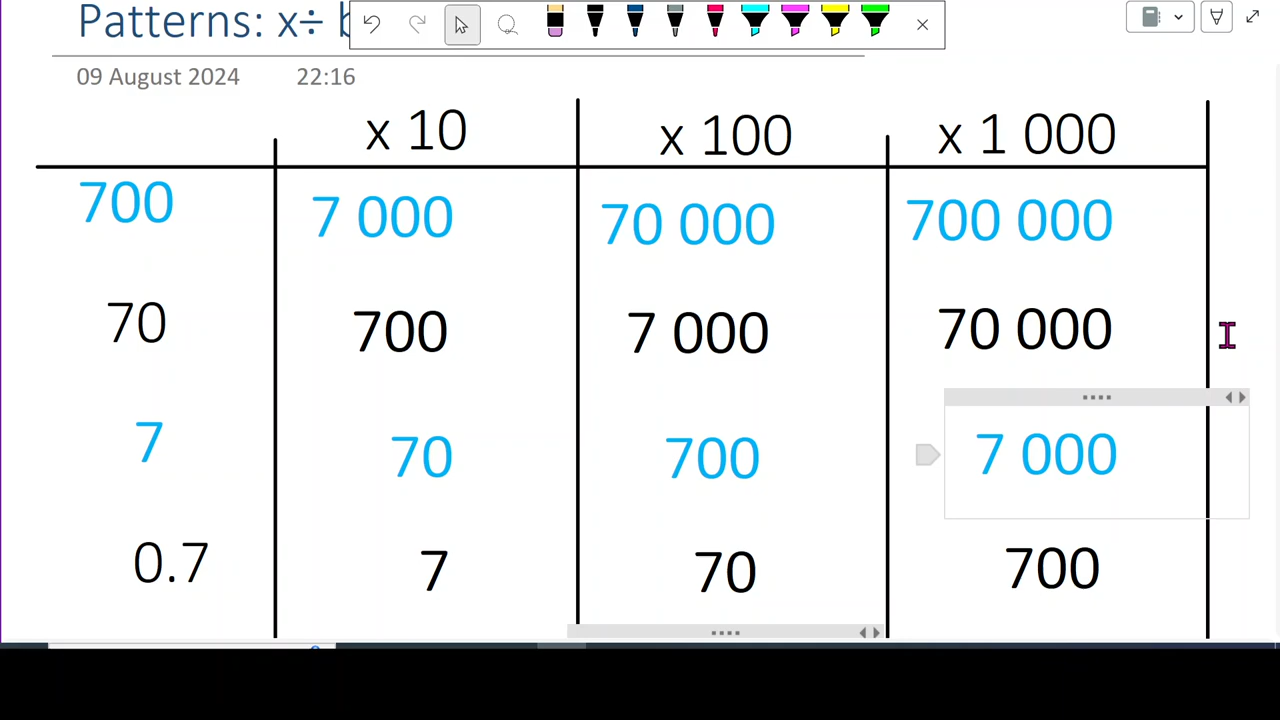 Patterns: x÷ b
09 August 2024 22:16
x 10 x 100 x 1 000
700 7 000 70 000 700 000
70 700 7 000 70 000
7 70 700 7 000
0.7 7 70 700